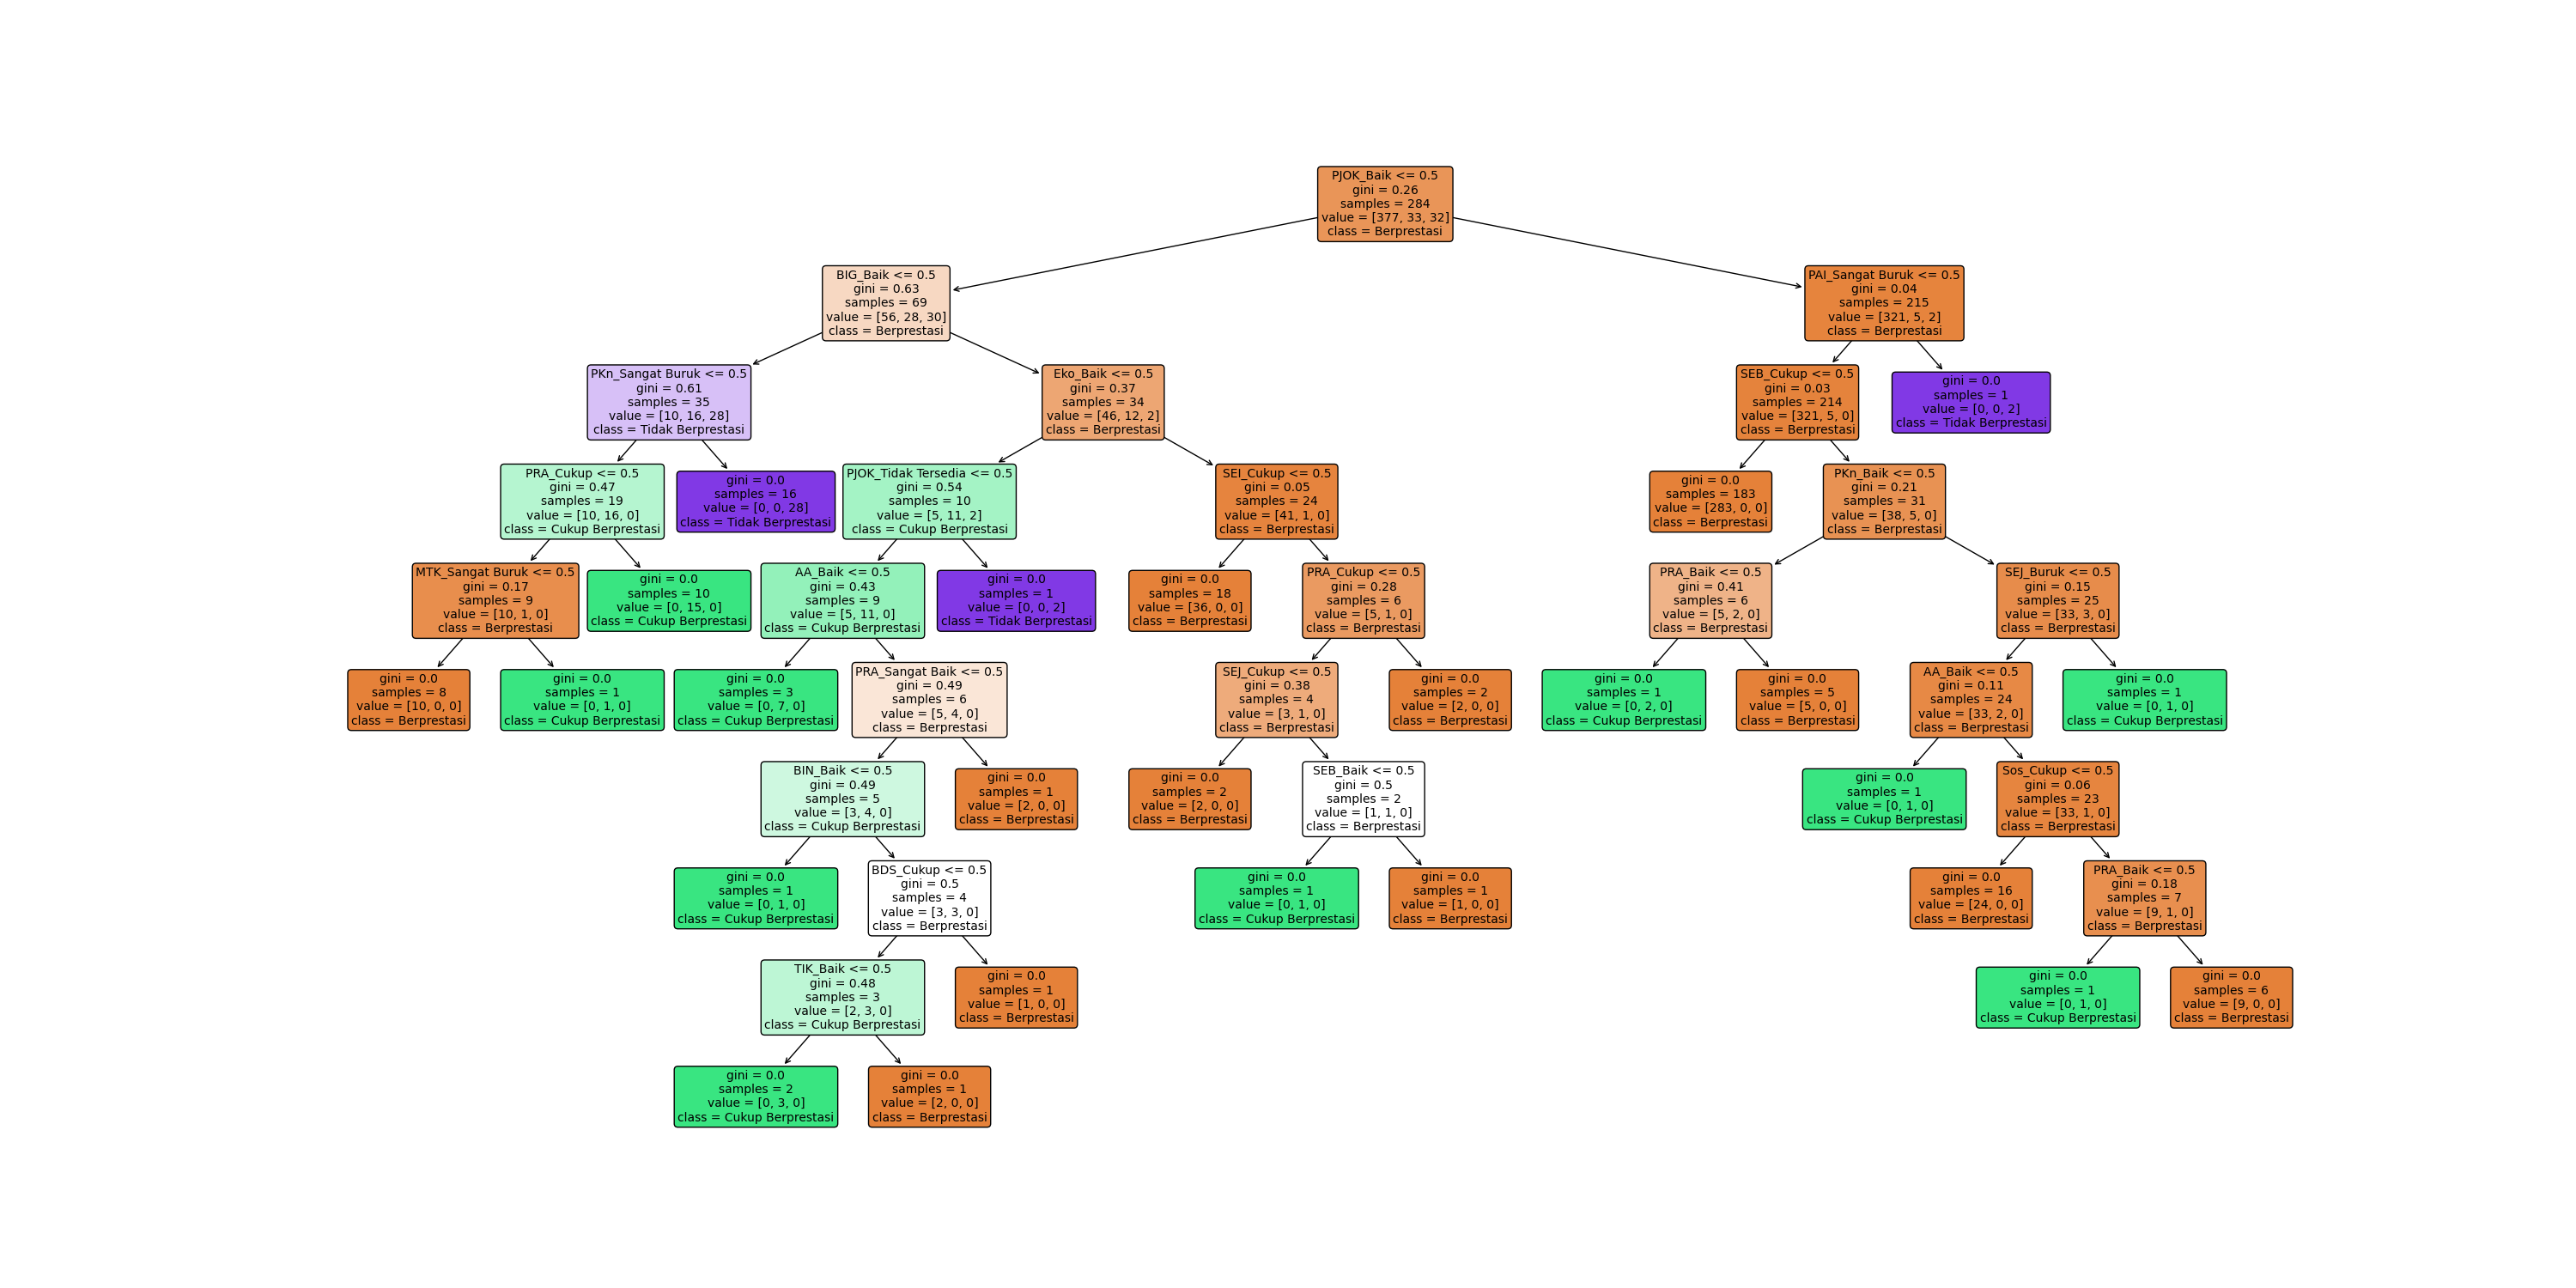 PJOK_Baik <= 0.5
gini = 0.26
samples = 284
value = [377, 33, 32]
class = Berprestasi
BIG_Baik <= 0.5
gini = 0.63
samples = 69
value = [56, 28, 30]
class = Berprestasi
PAI_Sangat Buruk <= 0.5
gini = 0.04
samples = 215
value = [321, 5, 2]
class = Berprestasi
PKn_Sangat Buruk <= 0.5
gini = 0.61
samples = 35
value = [10, 16, 28]
class = Tidak Berprestasi
Eko_Baik <= 0.5
gini = 0.37
samples = 34
value = [46, 12, 2]
class = Berprestasi
SEB_Cukup <= 0.5
gini = 0.03
samples = 214
value = [321, 5, 0]
class = Berprestasi
gini = 0.0
samples = 1
value = [0, 0, 2]
class = Tidak Berprestasi
PRA_Cukup <= 0.5
gini = 0.47
samples = 19
value = [10, 16, 0]
class = Cukup Berprestasi
gini = 0.0
samples = 16
value = [0, 0, 28]
class = Tidak Berprestasi
PJOK_Tidak Tersedia <= 0.5
gini = 0.54
samples = 10
value = [5, 11, 2]
class = Cukup Berprestasi
SEI_Cukup <= 0.5
gini = 0.05
samples = 24
value = [41, 1, 0]
class = Berprestasi
gini = 0.0
samples = 183
value = [283, 0, 0]
class = Berprestasi
PKn_Baik <= 0.5
gini = 0.21
samples = 31
value = [38, 5, 0]
class = Berprestasi
MTK_Sangat Buruk <= 0.5
gini = 0.17
samples = 9
value = [10, 1, 0]
class = Berprestasi
gini = 0.0
samples = 10
value = [0, 15, 0]
class = Cukup Berprestasi
AA_Baik <= 0.5
gini = 0.43
samples = 9
value = [5, 11, 0]
class = Cukup Berprestasi
gini = 0.0
samples = 1
value = [0, 0, 2]
class = Tidak Berprestasi
gini = 0.0
samples = 18
value = [36, 0, 0]
class = Berprestasi
PRA_Cukup <= 0.5
gini = 0.28
samples = 6
value = [5, 1, 0]
class = Berprestasi
PRA_Baik <= 0.5
gini = 0.41
samples = 6
value = [5, 2, 0]
class = Berprestasi
SEJ_Buruk <= 0.5
gini = 0.15
samples = 25
value = [33, 3, 0]
class = Berprestasi
gini = 0.0
samples = 8
value = [10, 0, 0]
class = Berprestasi
gini = 0.0
samples = 1
value = [0, 1, 0]
class = Cukup Berprestasi
gini = 0.0
samples = 3
value = [0, 7, 0]
class = Cukup Berprestasi
PRA_Sangat Baik <= 0.5
gini = 0.49
samples = 6
value = [5, 4, 0]
class = Berprestasi
SEJ_Cukup <= 0.5
gini = 0.38
samples = 4
value = [3, 1, 0]
class = Berprestasi
gini = 0.0
samples = 2
value = [2, 0, 0]
class = Berprestasi
gini = 0.0
samples = 1
value = [0, 2, 0]
class = Cukup Berprestasi
gini = 0.0
samples = 5
value = [5, 0, 0]
class = Berprestasi
AA_Baik <= 0.5
gini = 0.11
samples = 24
value = [33, 2, 0]
class = Berprestasi
gini = 0.0
samples = 1
value = [0, 1, 0]
class = Cukup Berprestasi
BIN_Baik <= 0.5
gini = 0.49
samples = 5
value = [3, 4, 0]
class = Cukup Berprestasi
gini = 0.0
samples = 1
value = [2, 0, 0]
class = Berprestasi
gini = 0.0
samples = 2
value = [2, 0, 0]
class = Berprestasi
SEB_Baik <= 0.5
gini = 0.5
samples = 2
value = [1, 1, 0]
class = Berprestasi
gini = 0.0
samples = 1
value = [0, 1, 0]
class = Cukup Berprestasi
Sos_Cukup <= 0.5
gini = 0.06
samples = 23
value = [33, 1, 0]
class = Berprestasi
gini = 0.0
samples = 1
value = [0, 1, 0]
class = Cukup Berprestasi
BDS_Cukup <= 0.5
gini = 0.5
samples = 4
value = [3, 3, 0]
class = Berprestasi
gini = 0.0
samples = 1
value = [0, 1, 0]
class = Cukup Berprestasi
gini = 0.0
samples = 1
value = [1, 0, 0]
class = Berprestasi
gini = 0.0
samples = 16
value = [24, 0, 0]
class = Berprestasi
PRA_Baik <= 0.5
gini = 0.18
samples = 7
value = [9, 1, 0]
class = Berprestasi
TIK_Baik <= 0.5
gini = 0.48
samples = 3
value = [2, 3, 0]
class = Cukup Berprestasi
gini = 0.0
samples = 1
value = [1, 0, 0]
class = Berprestasi
gini = 0.0
samples = 1
value = [0, 1, 0]
class = Cukup Berprestasi
gini = 0.0
samples = 6
value = [9, 0, 0]
class = Berprestasi
gini = 0.0
samples = 2
value = [0, 3, 0]
class = Cukup Berprestasi
gini = 0.0
samples = 1
value = [2, 0, 0]
class = Berprestasi